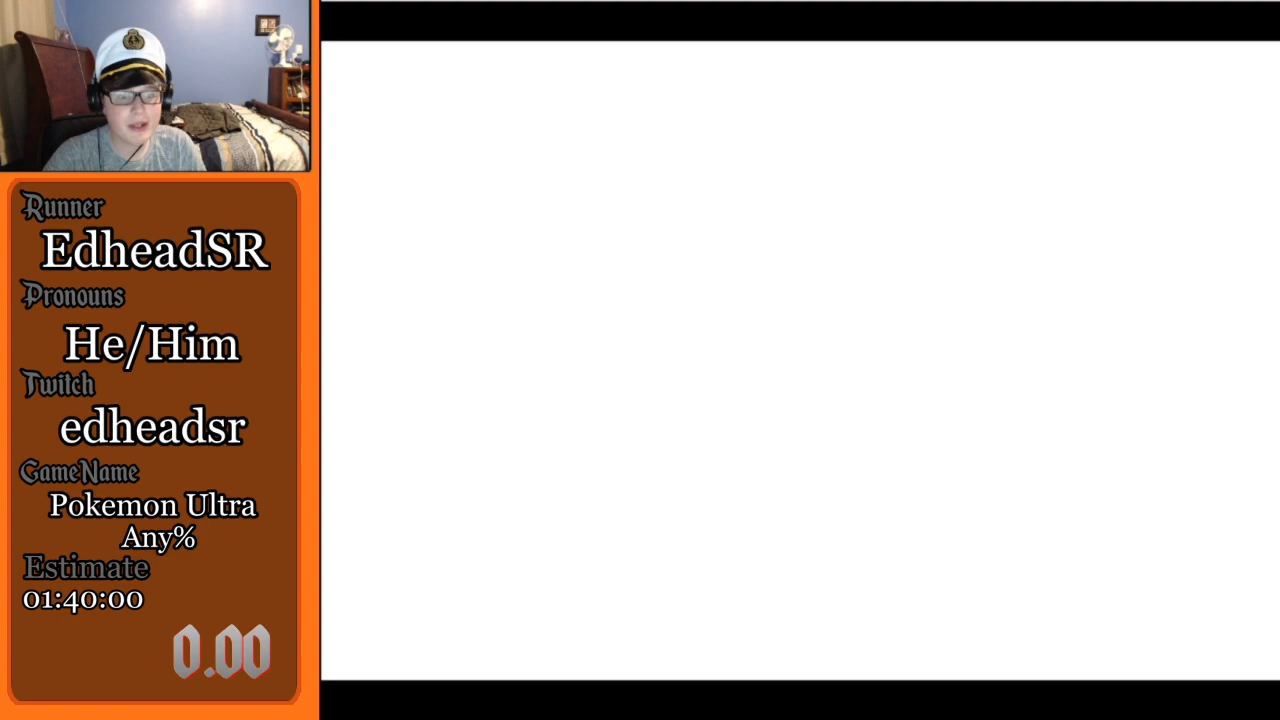 Runner
EdheadSR
Pronouns
He/Him
Twitch
edheadsr
GameName
Pokemon Ultra
Any%
Estimate
01:40:00
0.00